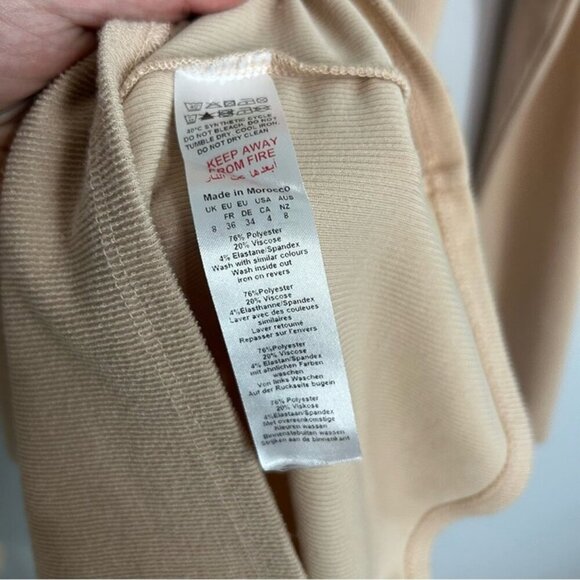 40°C SYNTHETIC CYCLE
DO NOT BLEACH. DO NOT
TUMBLE DRY, COOL IRON,
DO NOT DRY CLEAN
KEEP AWAY
FROM FIRE
أبعدها عن النار
Made in Morocco
UK EU EU USA AUS
FR DE CA NZ
8 36 34 4 8
76% Polyester
20% Viscose
4% Elastane/Spandex
Wash with similar colours
Wash inside out
iron on revers
76%Polyester
20% Viscose
4%Elasthanne/Spandex
Laver avec des couleurs
similaires
Laver retourné
Repasser sur l'envers
76%Polyester
20% Viscose
4% Elastan/Spandex
mit ähnlichen Farben
waschen
Von links Waschen
Auf der Rückseite bugeln
76% Polyester
20% Viskose
4%Elastaan/Spandex
Met overeenkomstige
kleuren wassen
Binnenstebuiten wassen
Strijken aan de binnenkant